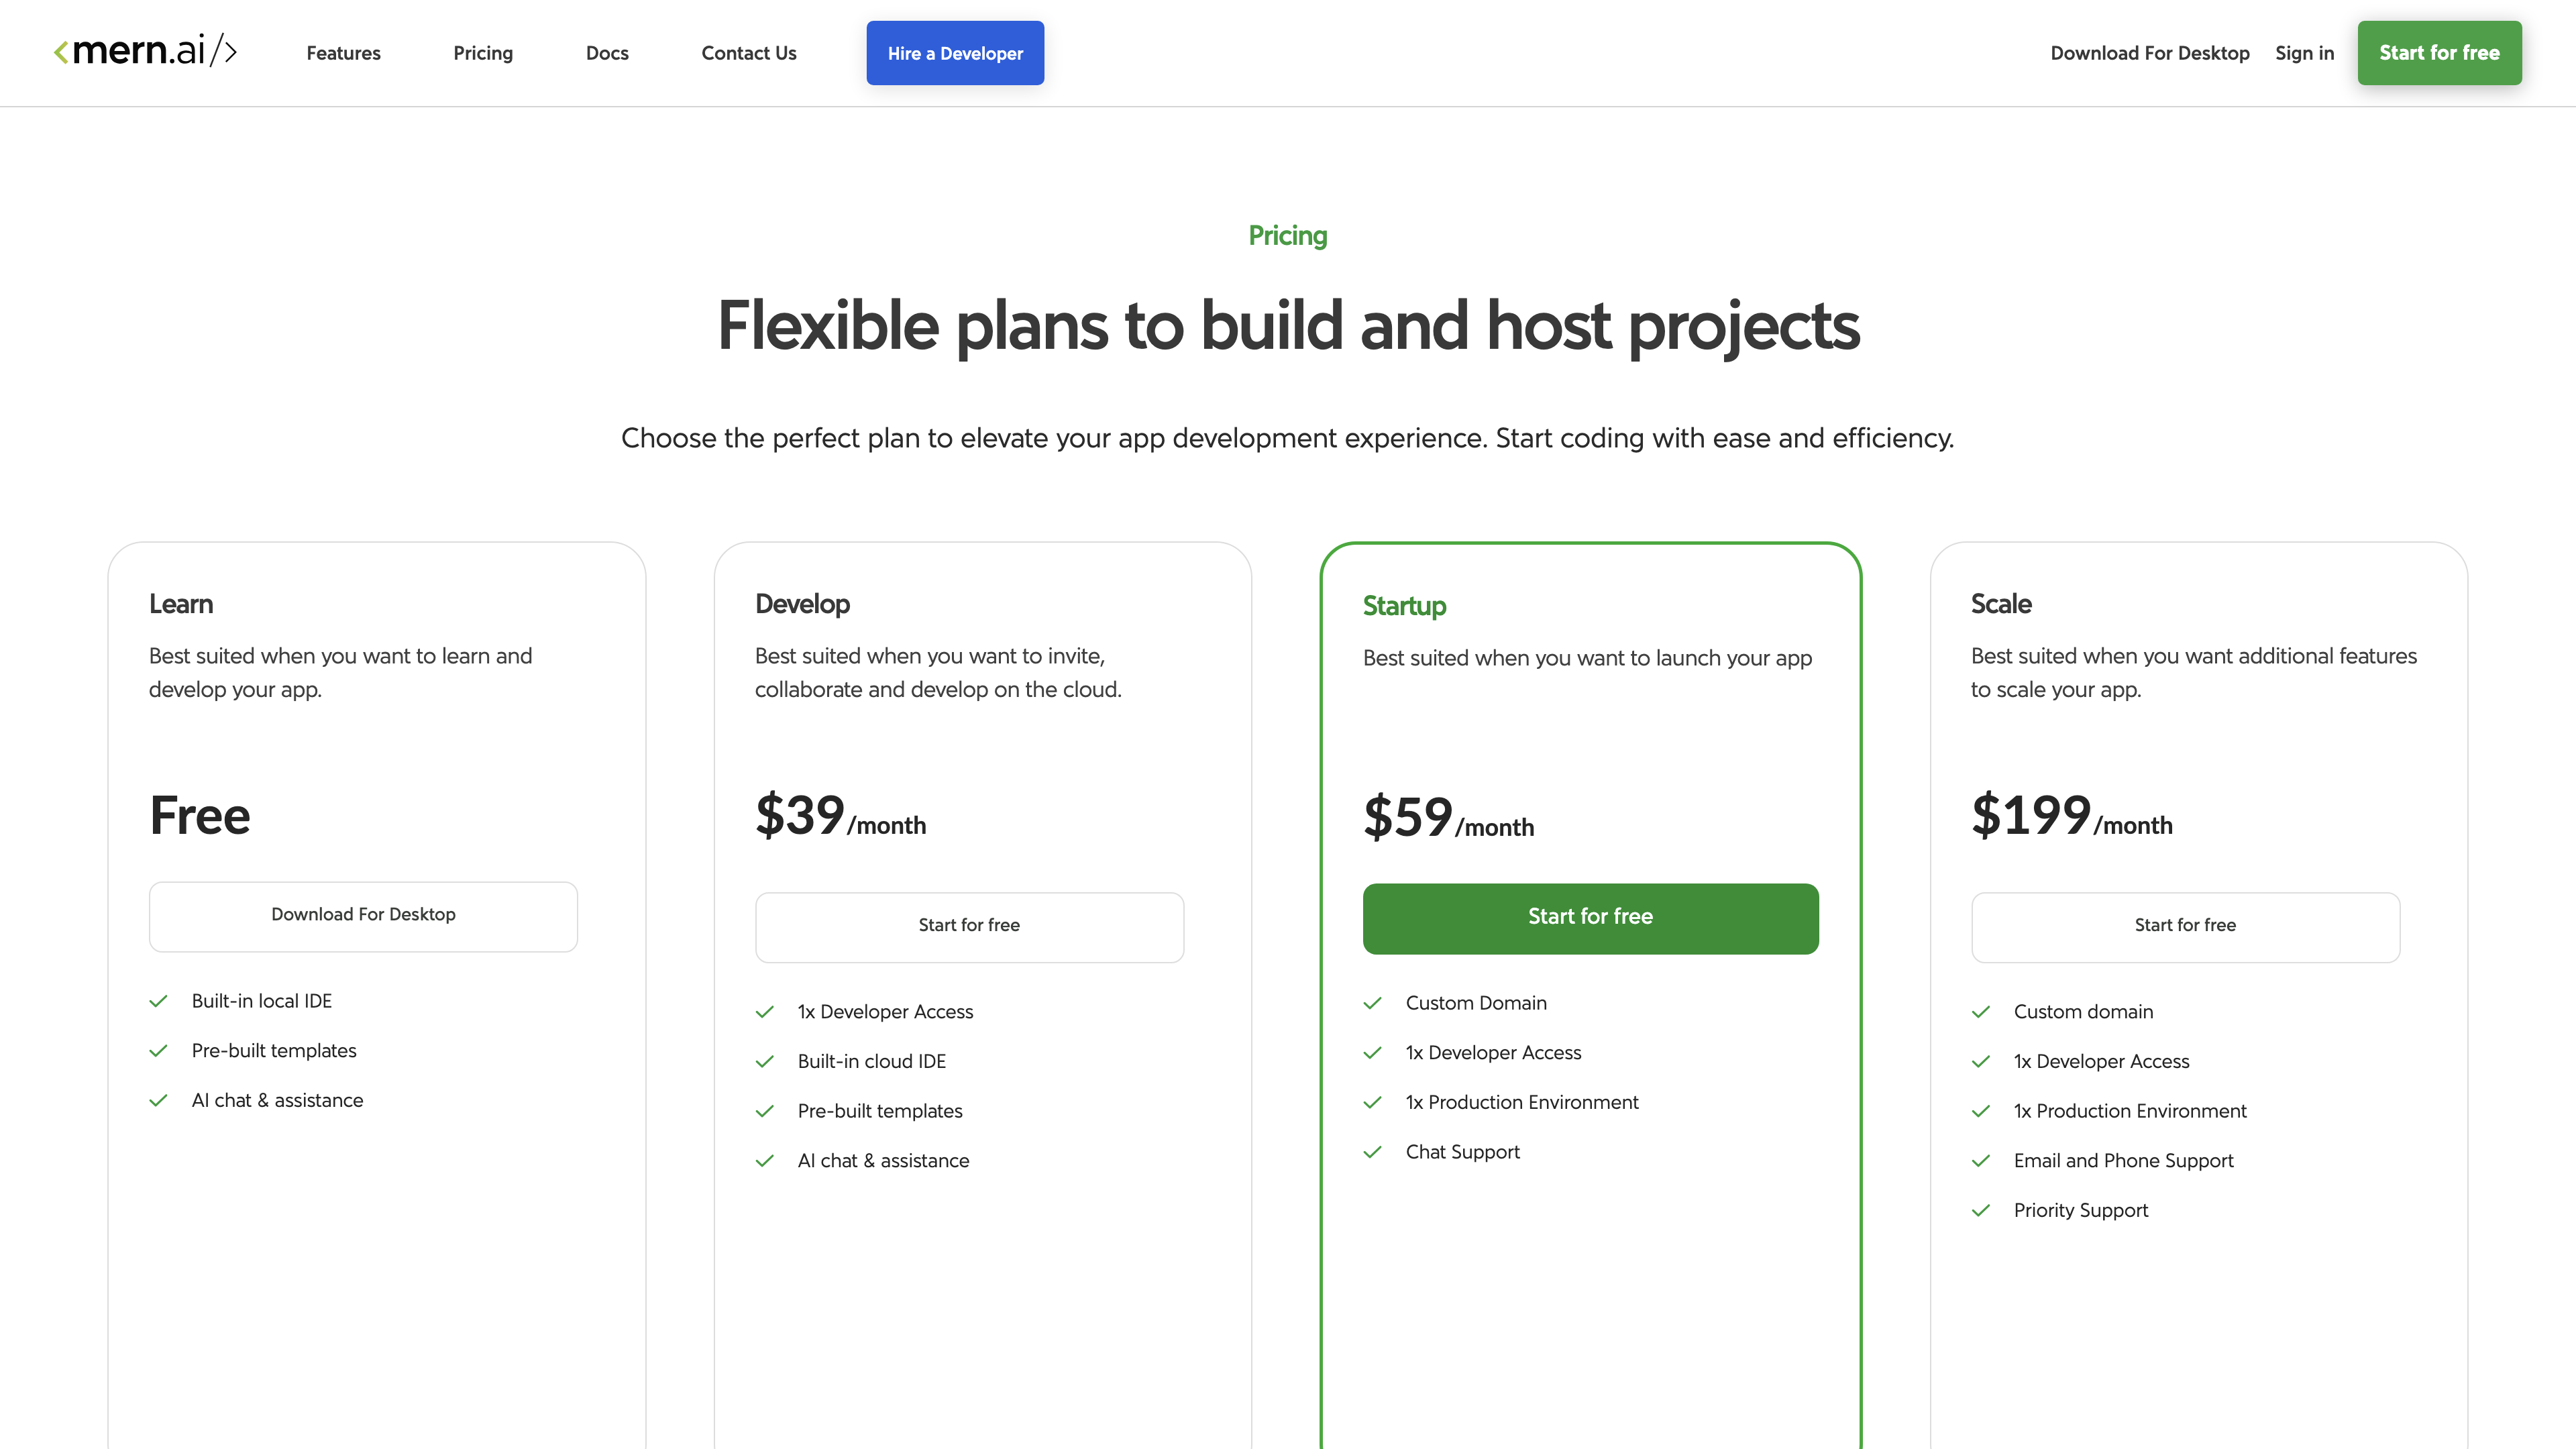 <mern.ai/>
Features
Pricing
Docs
Contact Us
Hire a Developer
Download For Desktop
Sign in
Start for free
Pricing
Flexible plans to build and host projects
Choose the perfect plan to elevate your app development experience. Start coding with ease and efficiency.
Learn
Best suited when you want to learn and
develop your app.
Free
Download For Desktop
Built-in local IDE
Pre-built templates
AI chat & assistance
Develop
Best suited when you want to invite,
collaborate and develop on the cloud.
$39/month
Start for free
1x Developer Access
Built-in cloud IDE
Pre-built templates
AI chat & assistance
Startup
Best suited when you want to launch your app
$59/month
Start for free
Custom Domain
1x Developer Access
1x Production Environment
Chat Support
Scale
Best suited when you want additional features
to scale your app.
$199/month
Start for free
Custom domain
1x Developer Access
1x Production Environment
Email and Phone Support
Priority Support